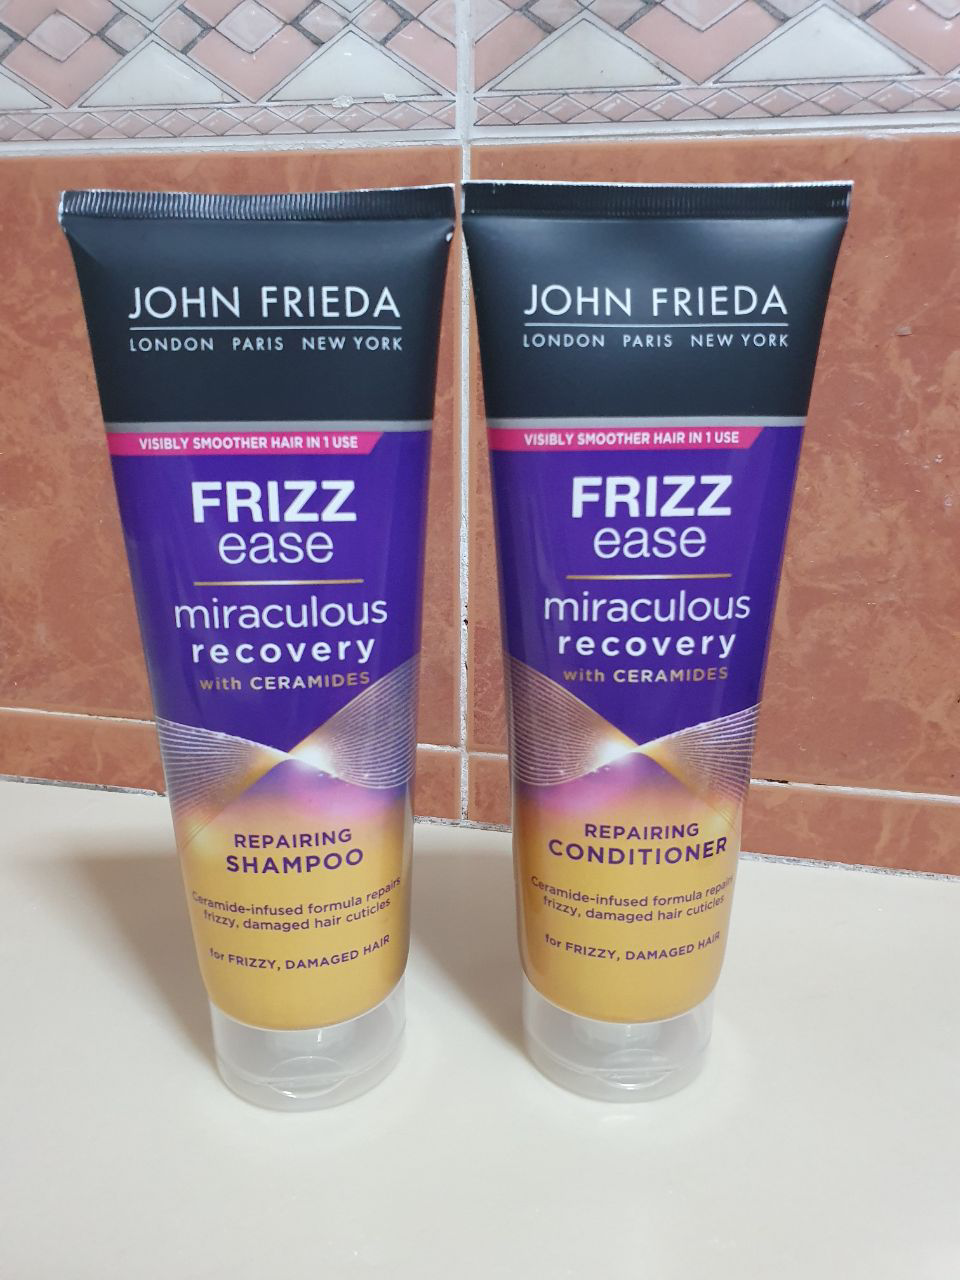 JOHN FRIEDA
LONDON PARIS NEW YORK
VISIBLY SMOOTHER HAIR IN 1 USE
FRIZZ
ease
miraculous
recovery
with CERAMIDES
REPAIRING
SHAMPOO
Ceramide-infused formula repairs
frizzy, damaged hair cuticles
for FRIZZY, DAMAGED HAIR
JOHN FRIEDA
LONDON PARIS NEW YORK
VISIBLY SMOOTHER HAIR IN 1 USE
FRIZZ
ease
miraculous
recovery
with CERAMIDES
REPAIRING
CONDITIONER
Ceramide-infused formula repairs
frizzy, damaged hair cuticles
for FRIZZY, DAMAGED HAIR